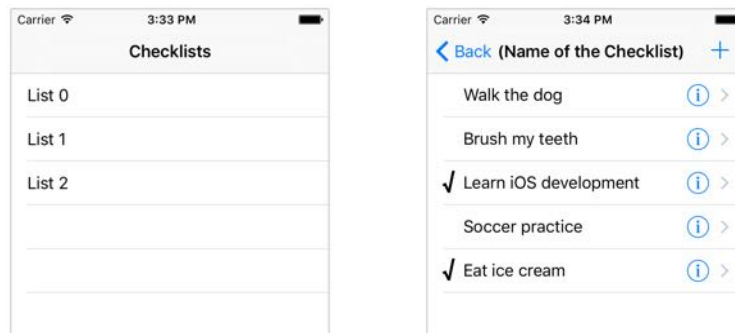 Carrier 3:33 PM
Checklists
List 0
List 1
List 2
Carrier 3:34 PM
Back (Name of the Checklist) +
Walk the dog
Brush my teeth
√ Learn iOS development
Soccer practice
√ Eat ice cream